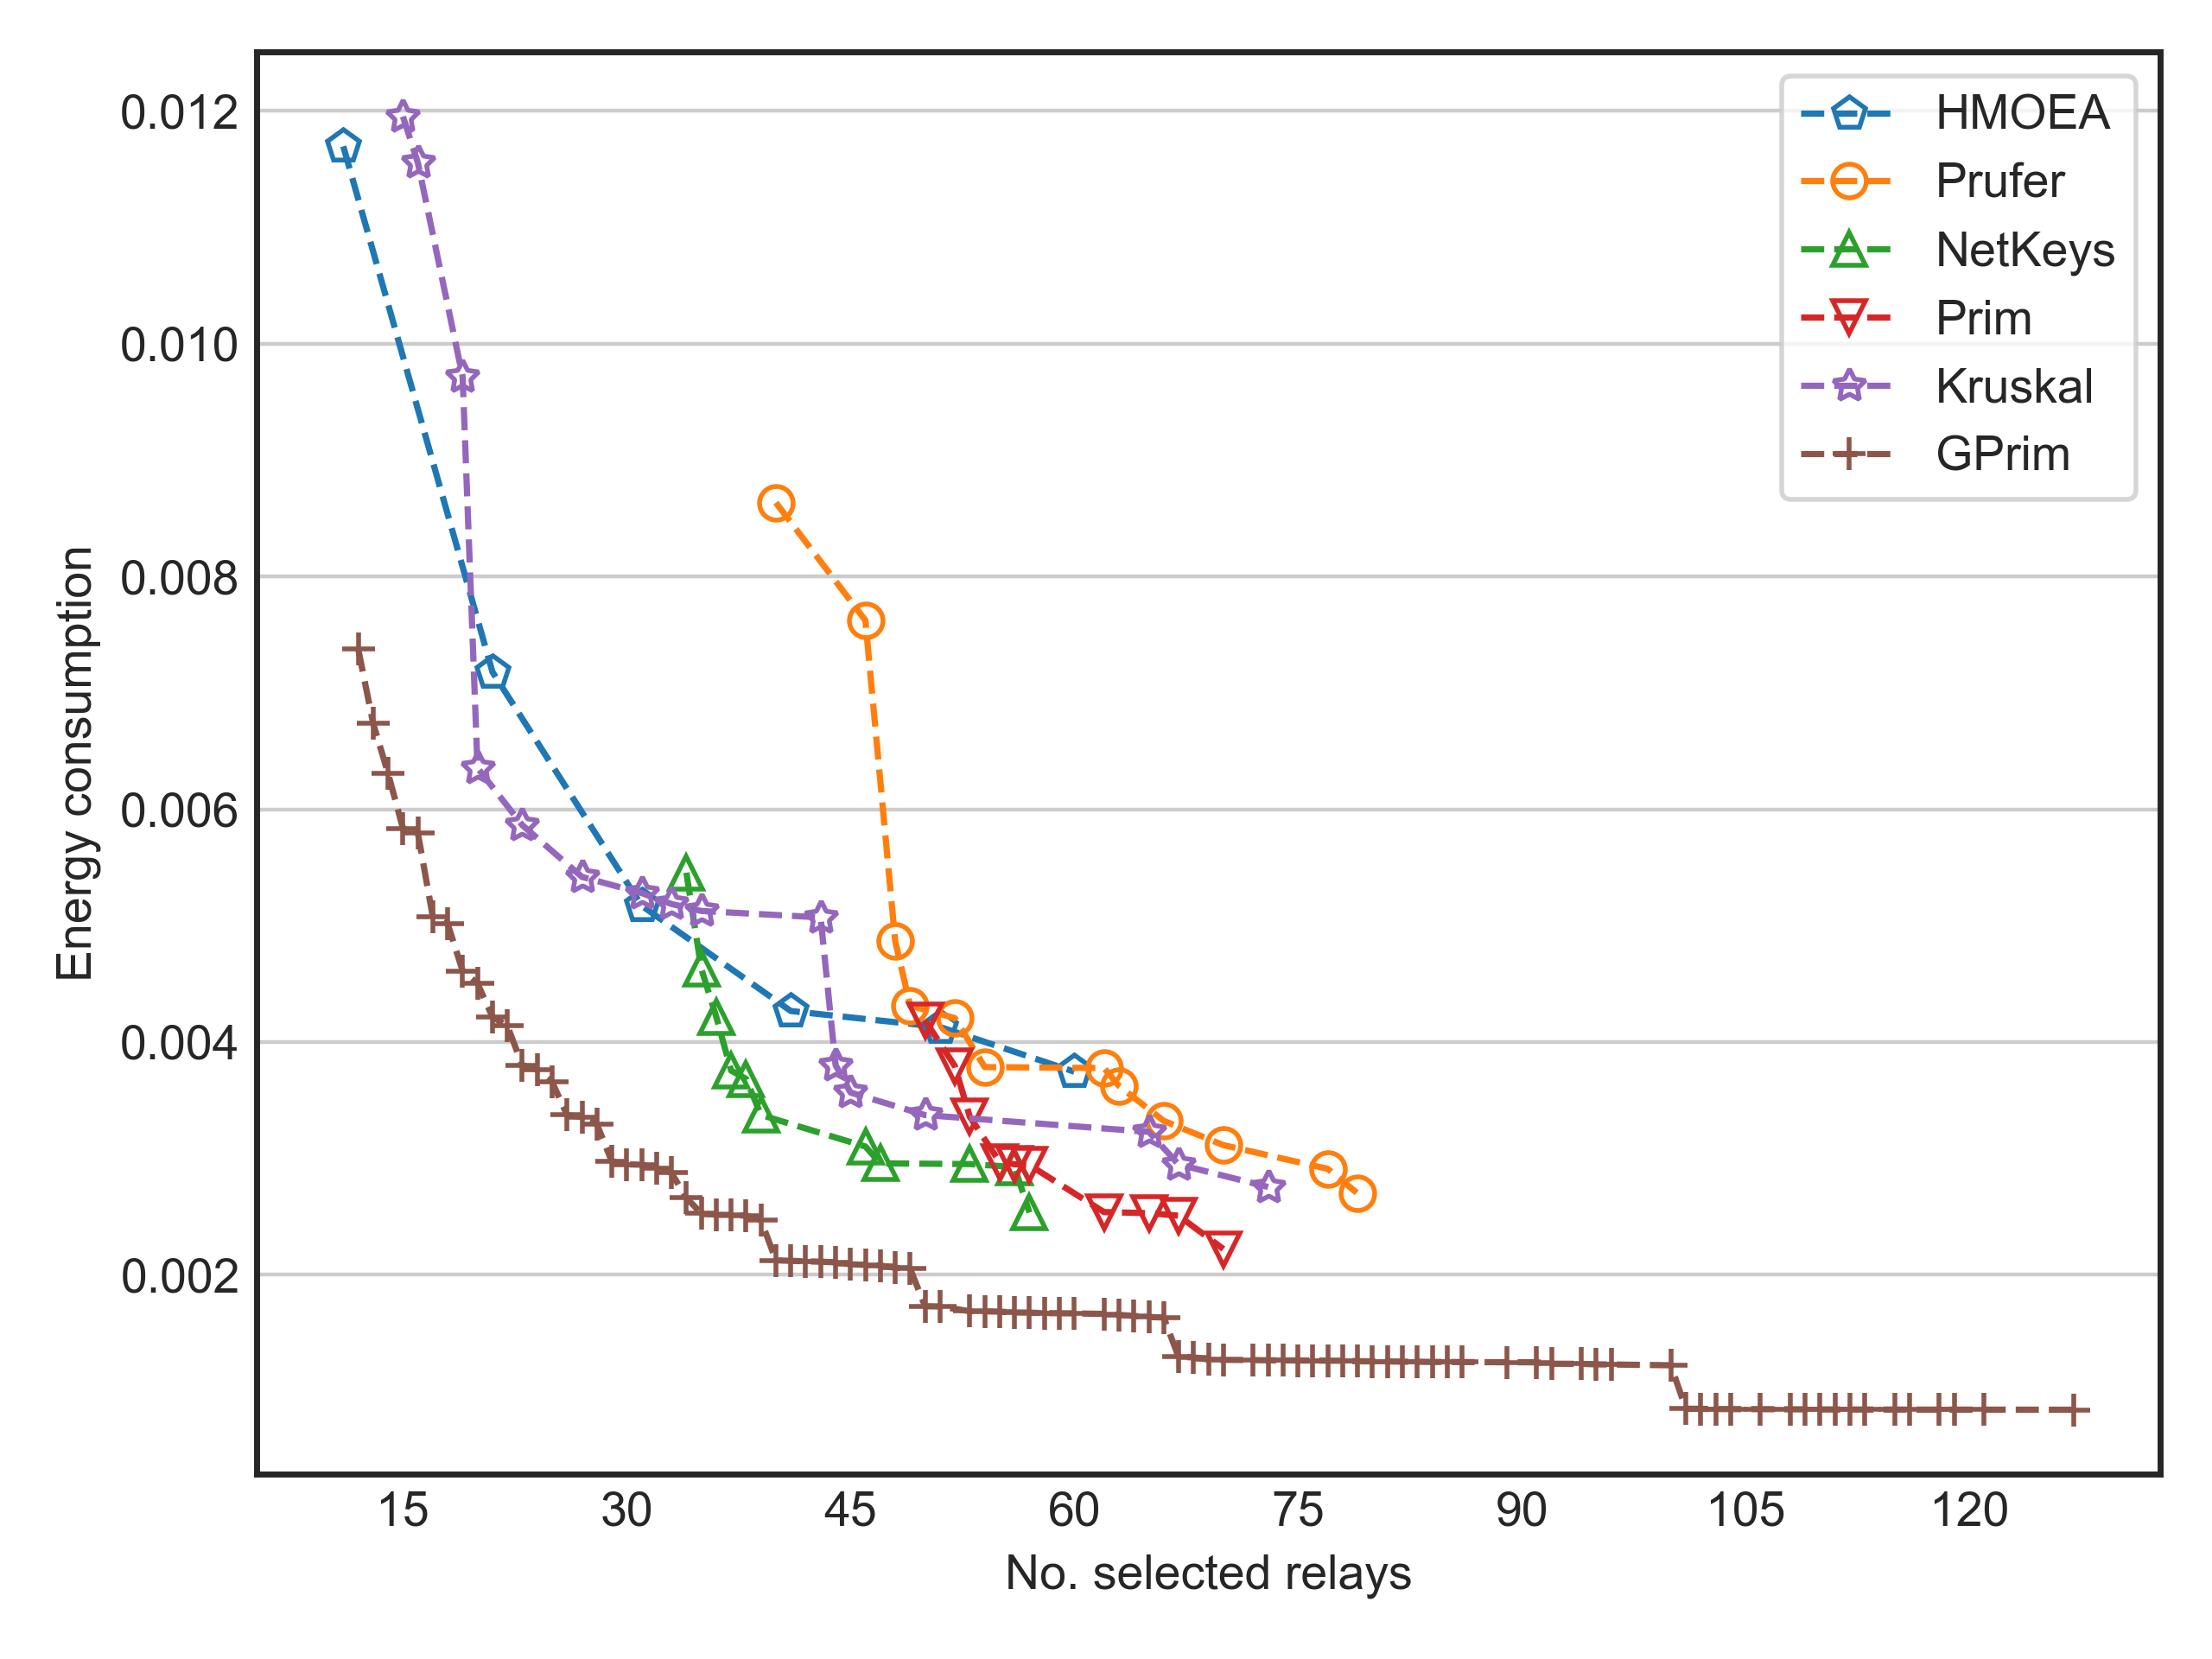 0.012
0.010
0.008
0.006
0.004
0.002
Energy consumption
15 30 45 60 75 90 105 120
No. selected relays
HMOEA
Prufer
NetKeys
Prim
Kruskal
GPrim